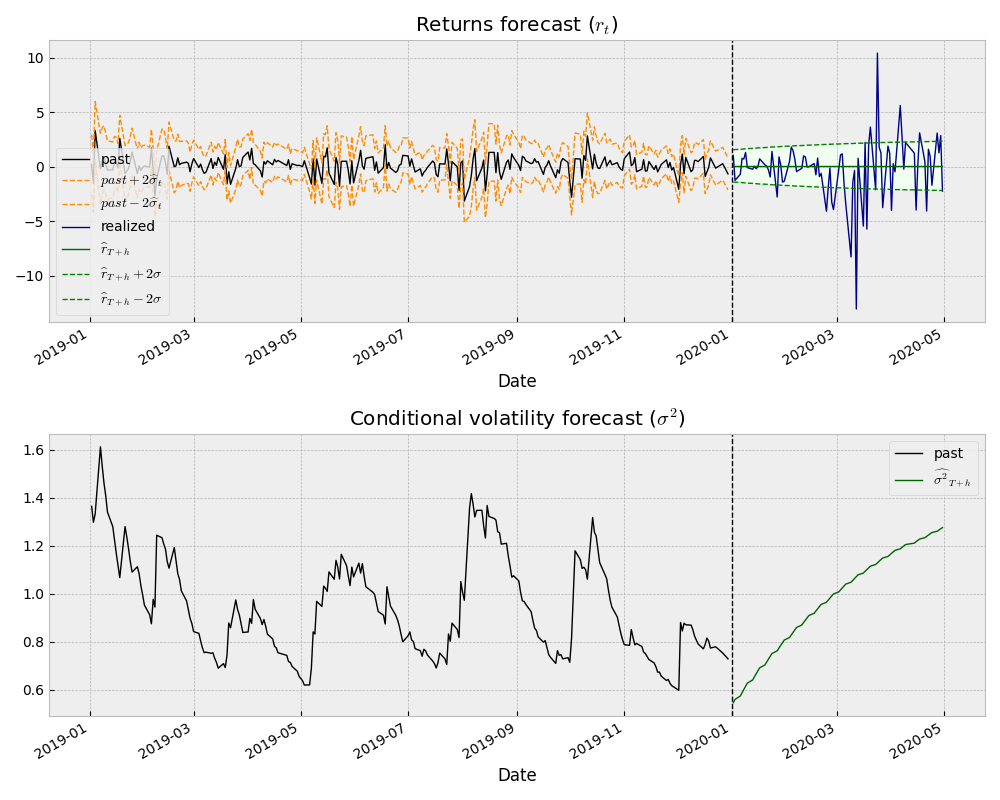 Returns forecast (r_t)
10
5
0
−5
−10
past
past + 2σ̂_t
past − 2σ̂_t
realized
r̂_{T+h}
r̂_{T+h} + 2σ
r̂_{T+h} − 2σ
2019-01 2019-03 2019-05 2019-07 2019-09 2019-11 2020-01 2020-03 2020-05
Date
Conditional volatility forecast (σ²)
1.6
1.4
1.2
1.0
0.8
0.6
past
σ̂²_{T+h}
2019-01 2019-03 2019-05 2019-07 2019-09 2019-11 2020-01 2020-03 2020-05
Date